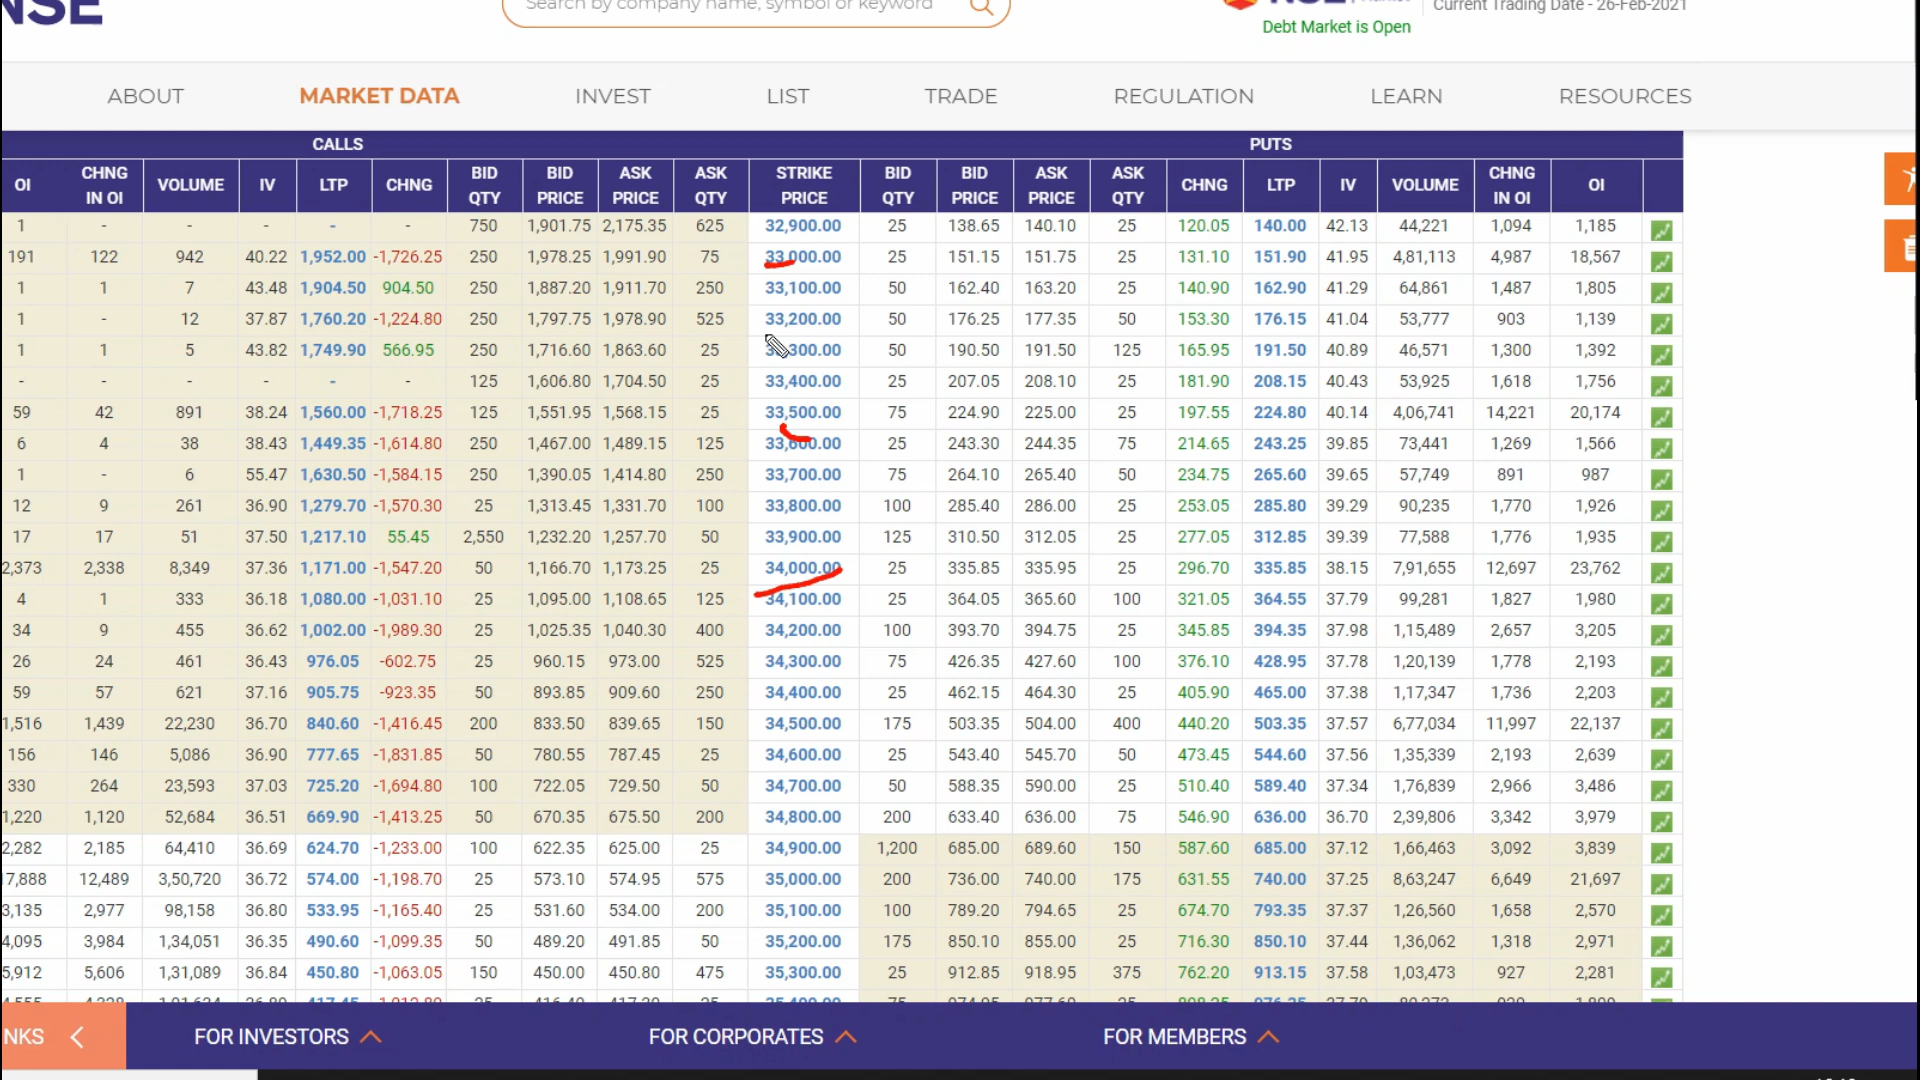 NSE
Search by company name, symbol or keyword
Current Trading Date - 26-Feb-2021
Debt Market is Open
ABOUT MARKET DATA INVEST LIST TRADE REGULATION LEARN RESOURCES
CALLS PUTS
OI CHNG IN OI VOLUME IV LTP CHNG BID QTY BID PRICE ASK PRICE ASK QTY STRIKE PRICE BID QTY BID PRICE ASK PRICE ASK QTY CHNG LTP IV VOLUME CHNG IN OI OI
1 - - - - - 750 1,901.75 2,175.35 625 32,900.00 25 138.65 140.10 25 120.05 140.00 42.13 44,221 1,094 1,185
191 122 942 40.22 1,952.00 -1,726.25 250 1,978.25 1,991.90 75 33,000.00 25 151.15 151.75 25 131.10 151.90 41.95 4,81,113 4,987 18,567
1 1 7 43.48 1,904.50 904.50 250 1,887.20 1,911.70 250 33,100.00 50 162.40 163.20 25 140.90 162.90 41.29 64,861 1,487 1,805
1 - 12 37.87 1,760.20 -1,224.80 250 1,797.75 1,978.90 525 33,200.00 50 176.25 177.35 50 153.30 176.15 41.04 53,777 903 1,139
1 1 5 43.82 1,749.90 566.95 250 1,716.60 1,863.60 25 33,300.00 50 190.50 191.50 125 165.95 191.50 40.89 46,571 1,300 1,392
- - - - - - 125 1,606.80 1,704.50 25 33,400.00 25 207.05 208.10 25 181.90 208.15 40.43 53,925 1,618 1,756
59 42 891 38.24 1,560.00 -1,718.25 125 1,551.95 1,568.15 25 33,500.00 75 224.90 225.00 25 197.55 224.80 40.14 4,06,741 14,221 20,174
6 4 38 38.43 1,449.35 -1,614.80 250 1,467.00 1,489.15 125 33,600.00 25 243.30 244.35 75 214.65 243.25 39.85 73,441 1,269 1,566
1 - 6 55.47 1,630.50 -1,584.15 250 1,390.05 1,414.80 250 33,700.00 75 264.10 265.40 50 234.75 265.60 39.65 57,749 891 987
12 9 261 36.90 1,279.70 -1,570.30 25 1,313.45 1,331.70 100 33,800.00 100 285.40 286.00 25 253.05 285.80 39.29 90,235 1,770 1,926
17 17 51 37.50 1,217.10 55.45 2,550 1,232.20 1,257.70 50 33,900.00 125 310.50 312.05 25 277.05 312.85 39.39 77,588 1,776 1,935
2,373 2,338 8,349 37.36 1,171.00 -1,547.20 50 1,166.70 1,173.25 25 34,000.00 25 335.85 335.95 25 296.70 335.85 38.15 7,91,655 12,697 23,762
4 1 333 36.18 1,080.00 -1,031.10 25 1,095.00 1,108.65 125 34,100.00 25 364.05 365.60 100 321.05 364.55 37.79 99,281 1,827 1,980
34 9 455 36.62 1,002.00 -1,989.30 25 1,025.35 1,040.30 400 34,200.00 100 393.70 394.75 25 345.85 394.35 37.98 1,15,489 2,657 3,205
26 24 461 36.43 976.05 -602.75 25 960.15 973.00 525 34,300.00 75 426.35 427.60 100 376.10 428.95 37.78 1,20,139 1,778 2,193
59 57 621 37.16 905.75 -923.35 50 893.85 909.60 250 34,400.00 25 462.15 464.30 25 405.90 465.00 37.38 1,17,347 1,736 2,203
1,516 1,439 22,230 36.70 840.60 -1,416.45 200 833.50 839.65 150 34,500.00 175 503.35 504.00 400 440.20 503.35 37.57 6,77,034 11,997 22,137
156 146 5,086 36.90 777.65 -1,831.85 50 780.55 787.45 25 34,600.00 25 543.40 545.70 50 473.45 544.60 37.56 1,35,339 2,193 2,639
330 264 23,593 37.03 725.20 -1,694.80 100 722.05 729.50 50 34,700.00 50 588.35 590.00 25 510.40 589.40 37.34 1,76,839 2,966 3,486
1,220 1,120 52,684 36.51 669.90 -1,413.25 50 670.35 675.50 200 34,800.00 200 633.40 636.00 75 546.90 636.00 36.70 2,39,806 3,342 3,979
2,282 2,185 64,410 36.69 624.70 -1,233.00 100 622.35 625.00 25 34,900.00 1,200 685.00 689.60 150 587.60 685.00 37.12 1,66,463 3,092 3,839
17,888 12,489 3,50,720 36.72 574.00 -1,198.70 25 573.10 574.95 575 35,000.00 200 736.00 740.00 175 631.55 740.00 37.25 8,63,247 6,649 21,697
3,135 2,977 98,158 36.80 533.95 -1,165.40 25 531.60 534.00 200 35,100.00 100 789.20 794.65 25 674.70 793.35 37.37 1,26,560 1,658 2,570
4,095 3,984 1,34,051 36.35 490.60 -1,099.35 50 489.20 491.85 50 35,200.00 175 850.10 855.00 25 716.30 850.10 37.44 1,36,062 1,318 2,971
5,912 5,606 1,31,089 36.84 450.80 -1,063.05 150 450.00 450.80 475 35,300.00 25 912.85 918.95 375 762.20 913.15 37.58 1,03,473 927 2,281
NKS FOR INVESTORS FOR CORPORATES FOR MEMBERS